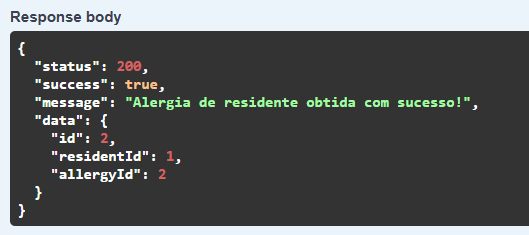 Response body
{
  "status": 200,
  "success": true,
  "message": "Alergia de residente obtida com sucesso!",
  "data": {
    "id": 2,
    "residentId": 1,
    "allergyId": 2
  }
}